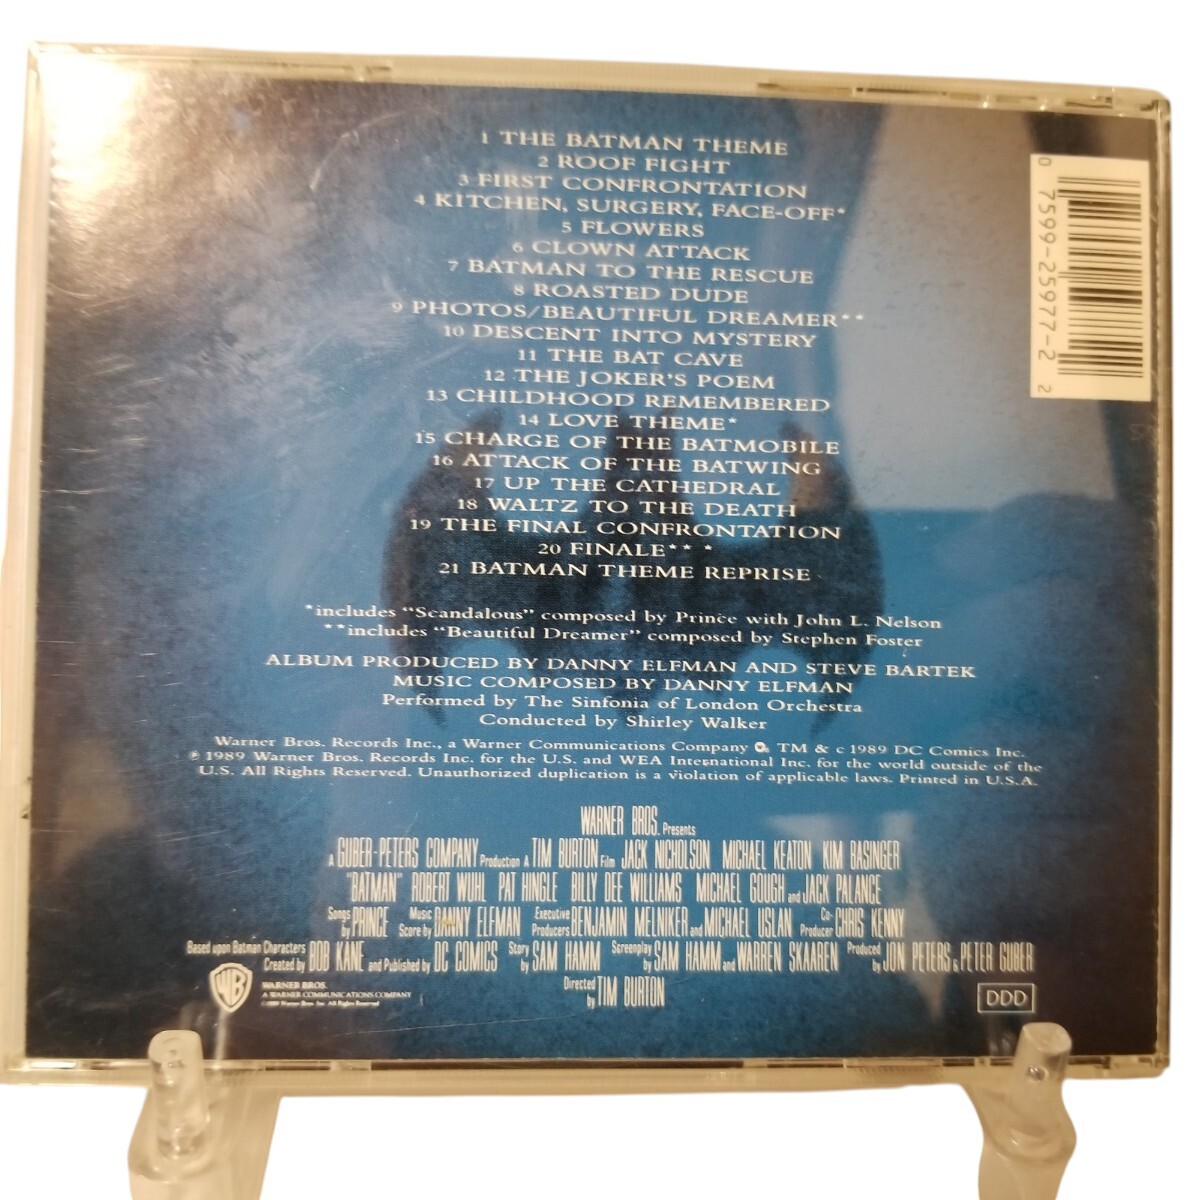 1 THE BATMAN THEME
2 ROOF FIGHT
3 FIRST CONFRONTATION
4 KITCHEN, SURGERY, FACE-OFF*
5 FLOWERS
6 CLOWN ATTACK
7 BATMAN TO THE RESCUE
8 ROASTED DUDE
9 PHOTOS/BEAUTIFUL DREAMER**
10 DESCENT INTO MYSTERY
11 THE BAT CAVE
12 THE JOKER'S POEM
13 CHILDHOOD REMEMBERED
14 LOVE THEME*
15 CHARGE OF THE BATMOBILE
16 ATTACK OF THE BATWING
17 UP THE CATHEDRAL
18 WALTZ TO THE DEATH
19 THE FINAL CONFRONTATION
20 FINALE** *
21 BATMAN THEME REPRISE
*includes "Scandalous" composed by Prince with John L. Nelson
**includes "Beautiful Dreamer" composed by Stephen Foster
ALBUM PRODUCED BY DANNY ELFMAN AND STEVE BARTEK
MUSIC COMPOSED BY DANNY ELFMAN
Performed by The Sinfonia of London Orchestra
Conducted by Shirley Walker
Warner Bros. Records Inc., a Warner Communications Company TM & c 1989 DC Comics Inc.
℗ 1989 Warner Bros. Records Inc. for the U.S. and WEA International Inc. for the world outside of the
U.S. All Rights Reserved. Unauthorized duplication is a violation of applicable laws. Printed in U.S.A.
WARNER BROS. Presents
A GUBER-PETERS COMPANY Production A TIM BURTON Film JACK NICHOLSON MICHAEL KEATON KIM BASINGER
"BATMAN" ROBERT WUHL PAT HINGLE BILLY DEE WILLIAMS MICHAEL GOUGH and JACK PALANCE
Songs by PRINCE Music Score by DANNY ELFMAN Executive Producers BENJAMIN MELNIKER and MICHAEL USLAN Co-Producer CHRIS KENNY
Based upon Batman Characters Created by BOB KANE and Published by DC COMICS Story by SAM HAMM Screenplay by SAM HAMM and WARREN SKAAREN Produced by JON PETERS & PETER GUBER
Directed by TIM BURTON
WB
WARNER BROS.
A WARNER COMMUNICATIONS COMPANY
©1989 Warner Bros. Inc. All Rights Reserved
DDD
0 7599-25977-2 2